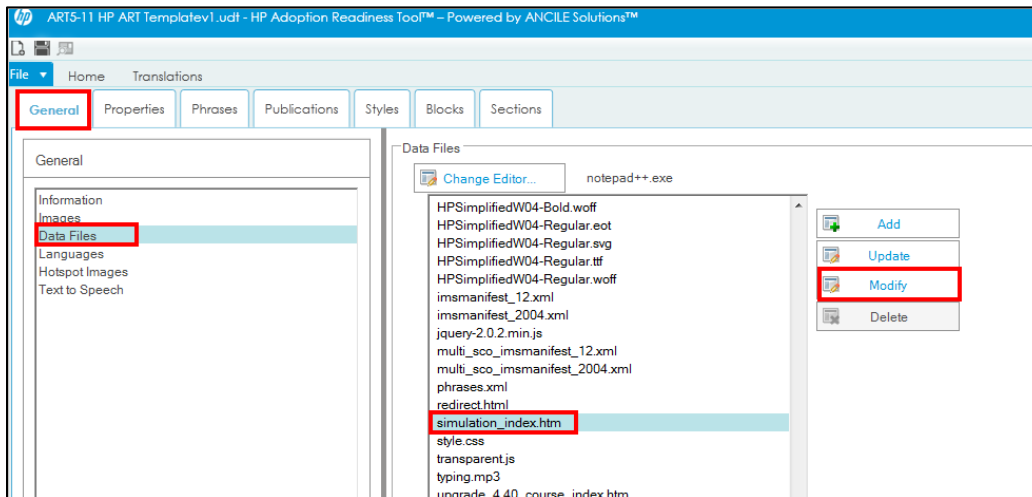 hp ART5-11 HP ART Templatev1.udt - HP Adoption Readiness Tool™ – Powered by ANCILE Solutions™
File Home Translations
General Properties Phrases Publications Styles Blocks Sections
General
Information
Images
Data Files
Languages
Hotspot Images
Text to Speech
Data Files
Change Editor... notepad++.exe
HPSimplifiedW04-Bold.woff
HPSimplifiedW04-Regular.eot
HPSimplifiedW04-Regular.svg
HPSimplifiedW04-Regular.ttf
HPSimplifiedW04-Regular.woff
imsmanifest_12.xml
imsmanifest_2004.xml
jquery-2.0.2.min.js
multi_sco_imsmanifest_12.xml
multi_sco_imsmanifest_2004.xml
phrases.xml
redirect.html
simulation_index.htm
style.css
transparent.js
typing.mp3
upgrade_4.40_course_index.htm
Add
Update
Modify
Delete